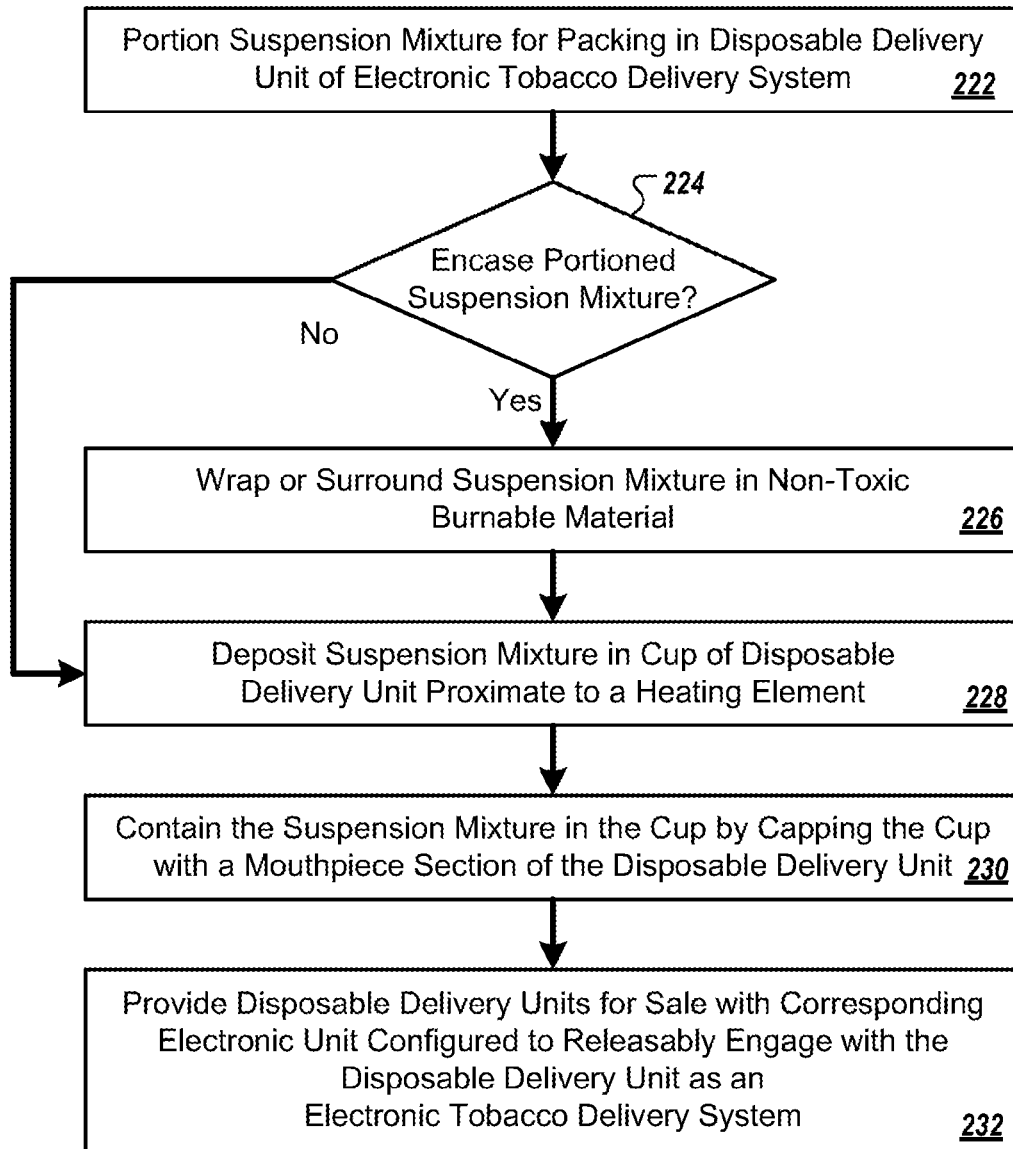 Portion Suspension Mixture for Packing in Disposable Delivery
Unit of Electronic Tobacco Delivery System 222
224
Encase Portioned
Suspension Mixture?
No
Yes
Wrap or Surround Suspension Mixture in Non-Toxic
Burnable Material 226
Deposit Suspension Mixture in Cup of Disposable
Delivery Unit Proximate to a Heating Element 228
Contain the Suspension Mixture in the Cup by Capping the Cup
with a Mouthpiece Section of the Disposable Delivery Unit 230
Provide Disposable Delivery Units for Sale with Corresponding
Electronic Unit Configured to Releasably Engage with the
Disposable Delivery Unit as an
Electronic Tobacco Delivery System 232